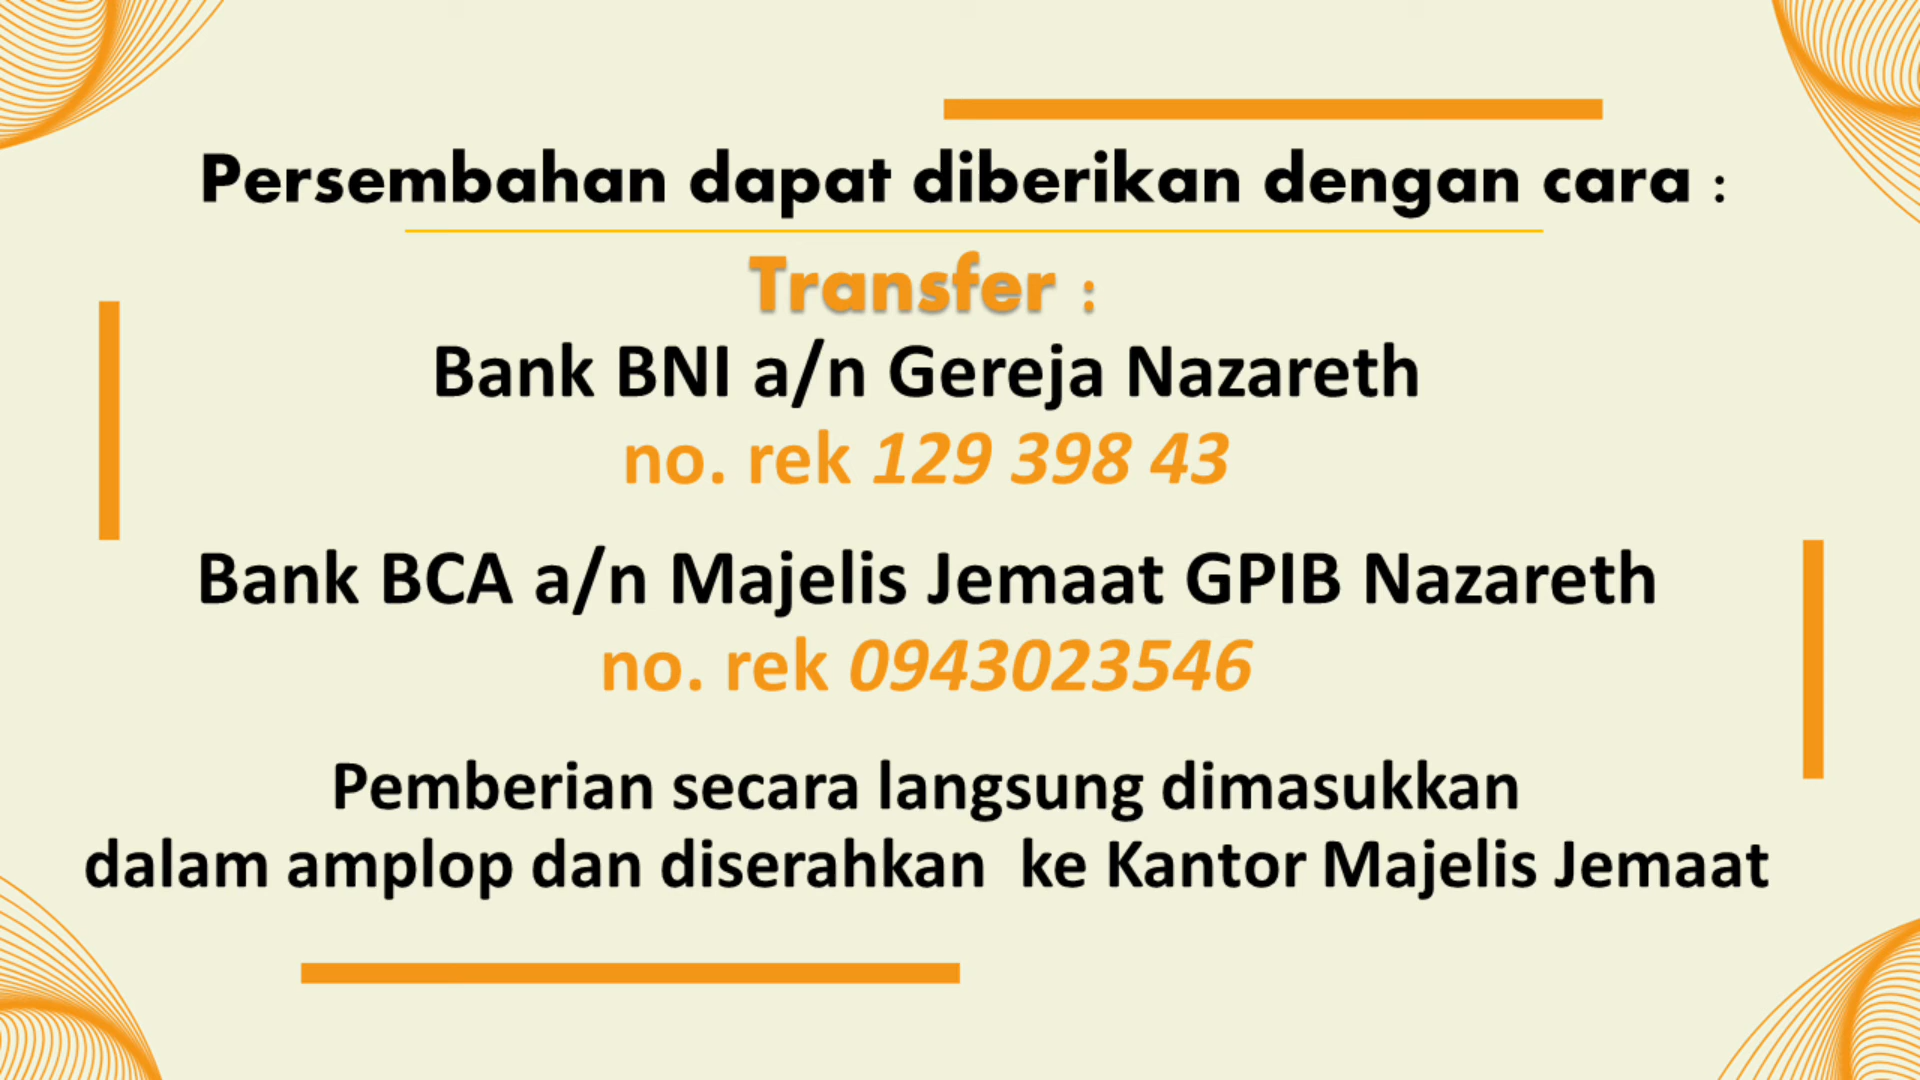 Persembahan dapat diberikan dengan cara :
Transfer :
Bank BNI a/n Gereja Nazareth
no. rek 129 398 43
Bank BCA a/n Majelis Jemaat GPIB Nazareth
no. rek 0943023546
Pemberian secara langsung dimasukkan
dalam amplop dan diserahkan  ke Kantor Majelis Jemaat